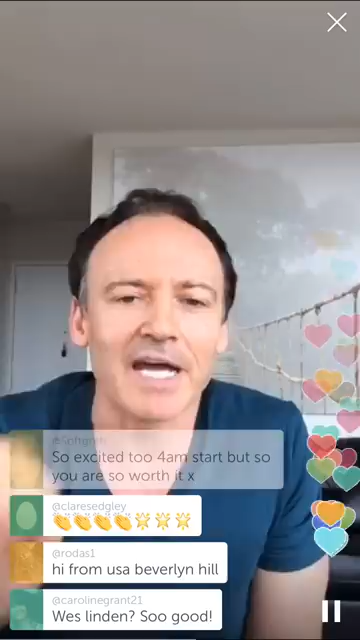 So excited too 4am start but so
you are so worth it x
@claresedgley
👏👏👏👏🌟🌟🌟
@rodas1
hi from usa beverlyn hill
@carolinegrant21
Wes linden? Soo good!